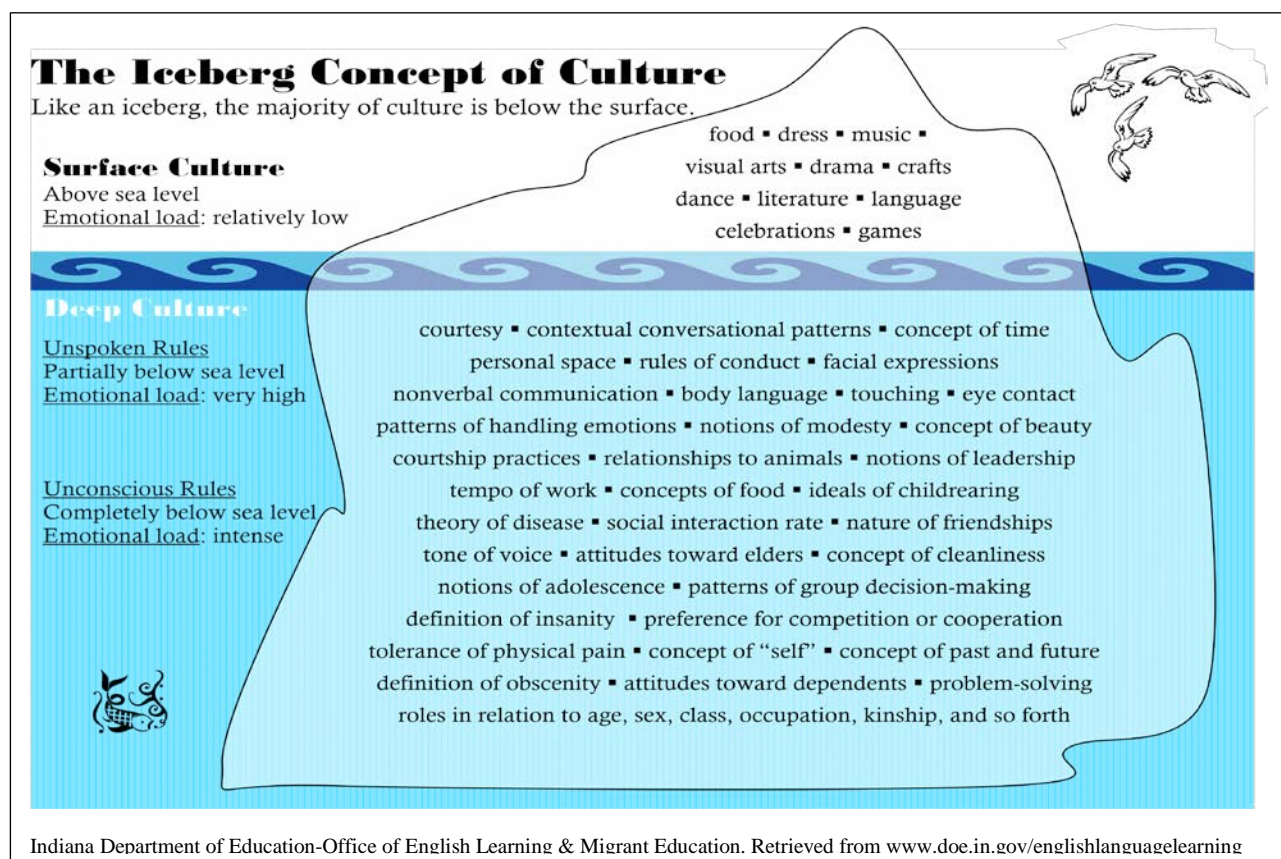 The Iceberg Concept of Culture
Like an iceberg, the majority of culture is below the surface.
Surface Culture
Above sea level
Emotional load: relatively low
food ▪ dress ▪ music ▪
visual arts ▪ drama ▪ crafts
dance ▪ literature ▪ language
celebrations ▪ games
Deep Culture
Unspoken Rules
Partially below sea level
Emotional load: very high
Unconscious Rules
Completely below sea level
Emotional load: intense
courtesy ▪ contextual conversational patterns ▪ concept of time
personal space ▪ rules of conduct ▪ facial expressions
nonverbal communication ▪ body language ▪ touching ▪ eye contact
patterns of handling emotions ▪ notions of modesty ▪ concept of beauty
courtship practices ▪ relationships to animals ▪ notions of leadership
tempo of work ▪ concepts of food ▪ ideals of childrearing
theory of disease ▪ social interaction rate ▪ nature of friendships
tone of voice ▪ attitudes toward elders ▪ concept of cleanliness
notions of adolescence ▪ patterns of group decision-making
definition of insanity ▪ preference for competition or cooperation
tolerance of physical pain ▪ concept of “self” ▪ concept of past and future
definition of obscenity ▪ attitudes toward dependents ▪ problem-solving
roles in relation to age, sex, class, occupation, kinship, and so forth
Indiana Department of Education-Office of English Learning & Migrant Education. Retrieved from www.doe.in.gov/englishlanguagelearning